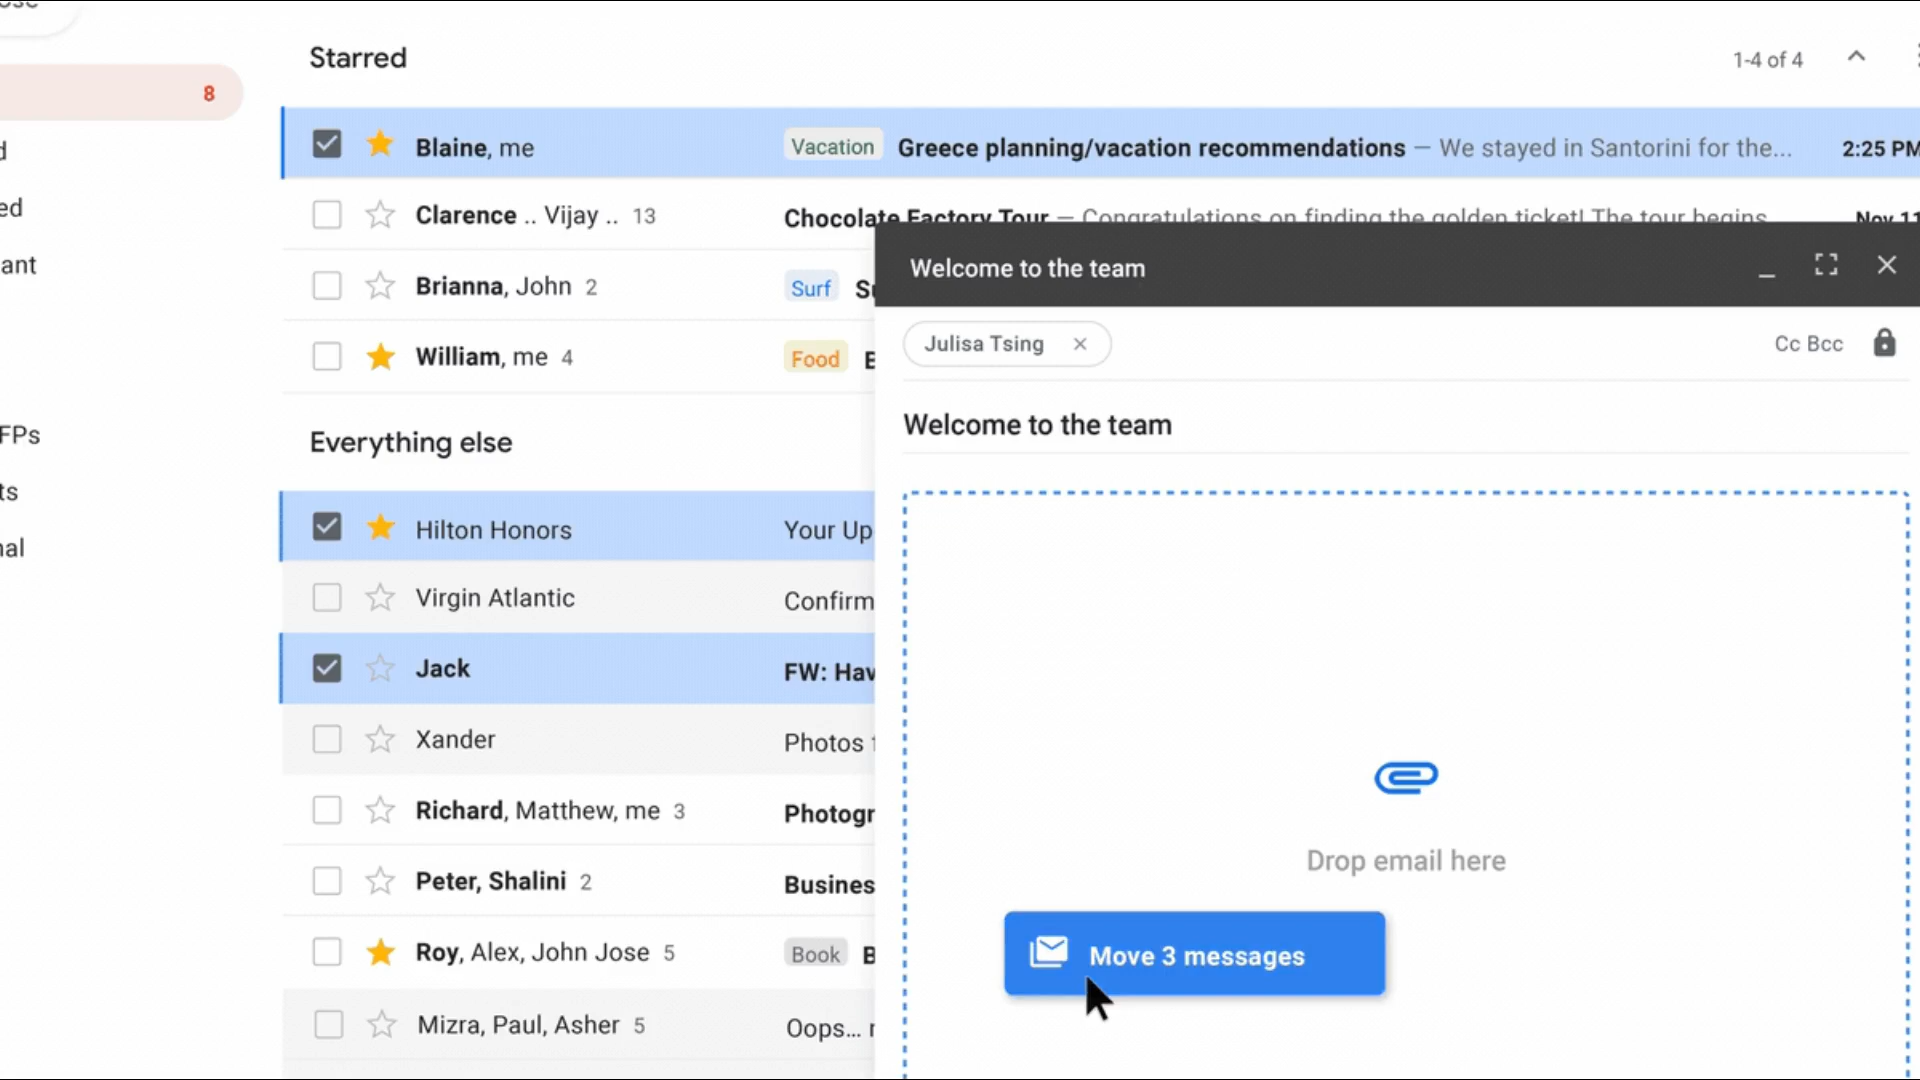 8
FPs
Starred
1-4 of 4
Blaine, me Vacation Greece planning/vacation recommendations – We stayed in Santorini for the... 2:25 PM
Clarence .. Vijay .. 13 Chocolate Factory Tour – Congratulations on finding the golden ticket! The tour begins Nov 11
Brianna, John 2 Surf
William, me 4 Food
Everything else
Hilton Honors Your Up
Virgin Atlantic Confirm
Jack FW: Hav
Xander Photos
Richard, Matthew, me 3 Photogr
Peter, Shalini 2 Busines
Roy, Alex, John Jose 5 Book B
Mizra, Paul, Asher 5 Oops...
Welcome to the team
Julisa Tsing
Cc Bcc
Welcome to the team
Drop email here
Move 3 messages